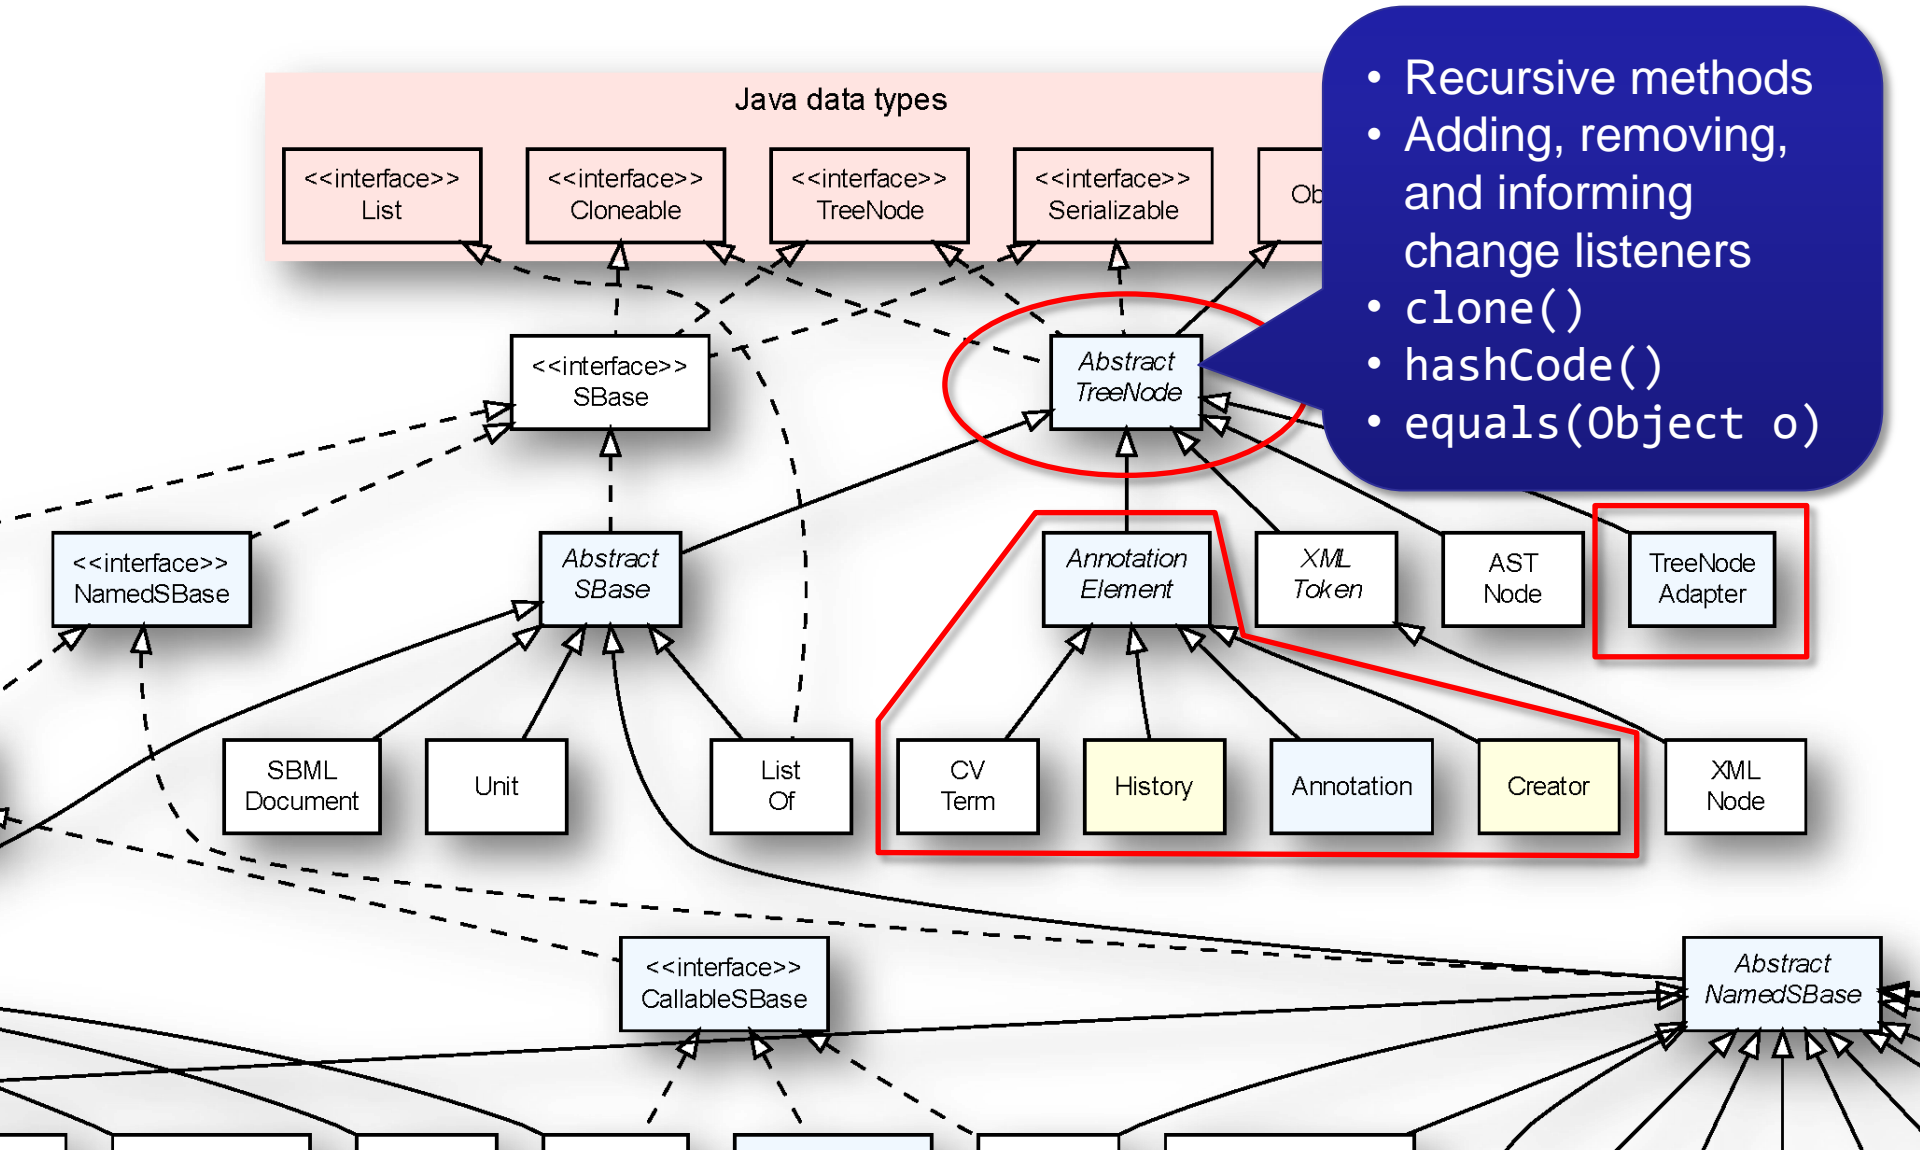 Java data types
<<interface>>
List
<<interface>>
Cloneable
<<interface>>
TreeNode
<<interface>>
Serializable
Ob
• Recursive methods
• Adding, removing,
and informing
change listeners
• clone()
• hashCode()
• equals(Object o)
<<interface>>
SBase
Abstract
TreeNode
<<interface>>
NamedSBase
Abstract
SBase
Annotation
Element
XML
Token
AST
Node
TreeNode
Adapter
SBML
Document
Unit
List
Of
CV
Term
History
Annotation
Creator
XML
Node
<<interface>>
CallableSBase
Abstract
NamedSBase